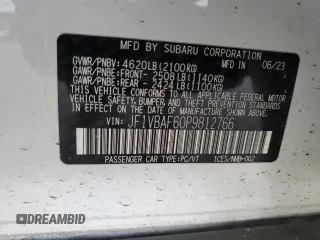 MFD BY SUBARU CORPORATION
GVWR/PNBV: 4620LB(2100KG) 06/23
GAWR/PNBE:FRONT- 2508LB(1140KG)
GAWR/PNBE:REAR - 2424LB(1100KG)
THIS VEHICLE CONFORMS TO ALL APPLICABLE
FEDERAL MOTOR VEHICLE SAFETY, BUMPER,
AND THEFT PREVENTION STANDARDS IN EFFECT
ON THE DATE OF MANUFACTURE SHOWN ABOVE.
VIN: JF1VBAF60P9812766
PASSENGER CAR TYPE:PC/VT ICES/NMB-002